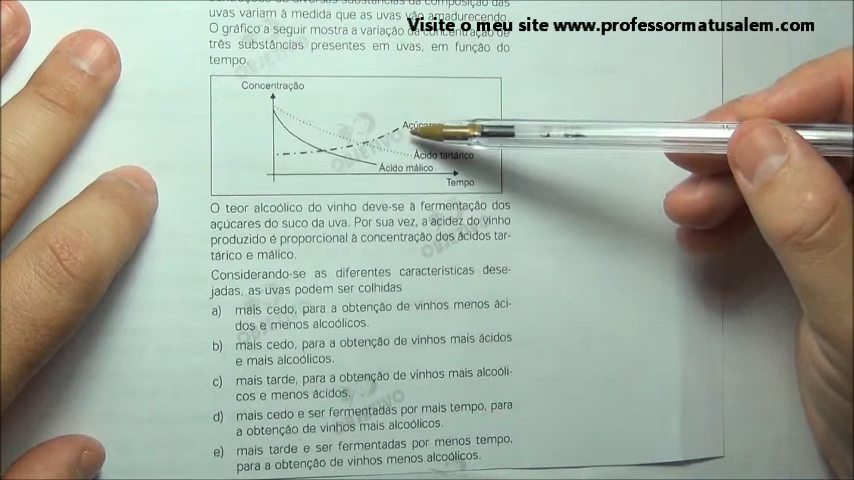 Visite o meu site www.professormatusalem.com
de diversas substâncias da composição das
uvas variam à medida que as uvas vão amadurecendo.
O gráfico a seguir mostra a variação da concentração de
três substâncias presentes em uvas, em função do
tempo.
Concentração
Ácido tartárico
Ácido málico
Tempo
O teor alcoólico do vinho deve-se à fermentação dos
açúcares do suco da uva. Por sua vez, a acidez do vinho
produzido é proporcional à concentração dos ácidos tar-
tárico e málico.
Considerando-se as diferentes características dese-
jadas, as uvas podem ser colhidas
a) mais cedo, para a obtenção de vinhos menos áci-
dos e menos alcoólicos.
b) mais cedo, para a obtenção de vinhos mais ácidos
e mais alcoólicos.
c) mais tarde, para a obtenção de vinhos mais alcoóli-
cos e menos ácidos.
d) mais cedo e ser fermentadas por mais tempo, para
a obtenção de vinhos mais alcoólicos.
e) mais tarde e ser fermentadas por menos tempo,
para a obtenção de vinhos menos alcoólicos.
OBJETIVO